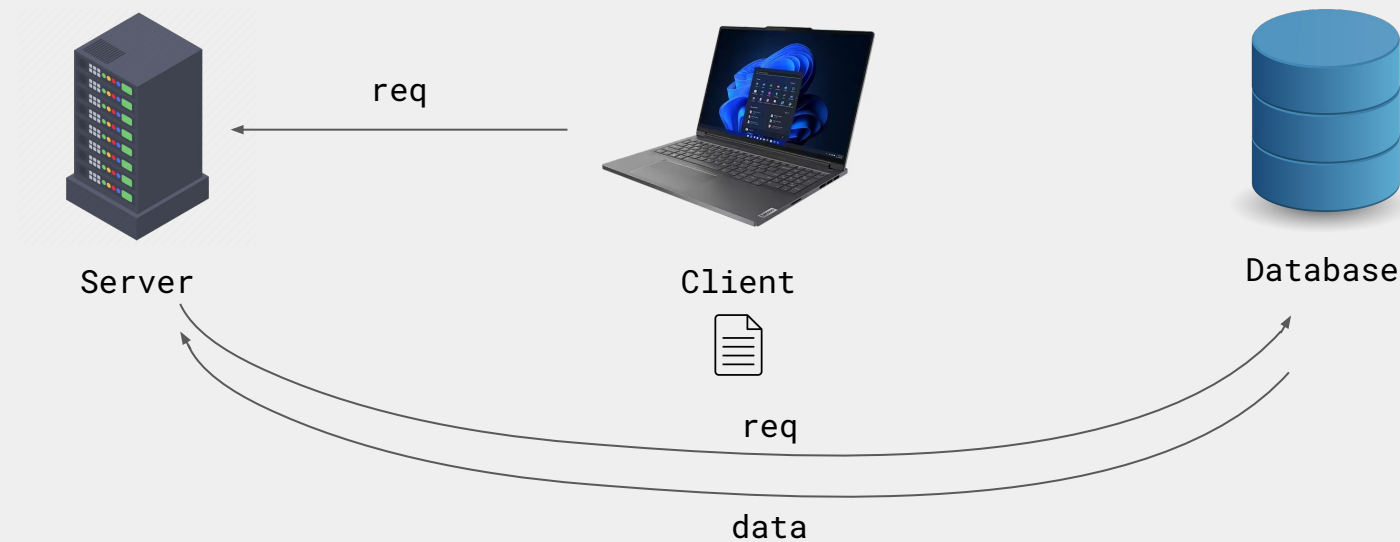 req
Server
Client
Database
req
data